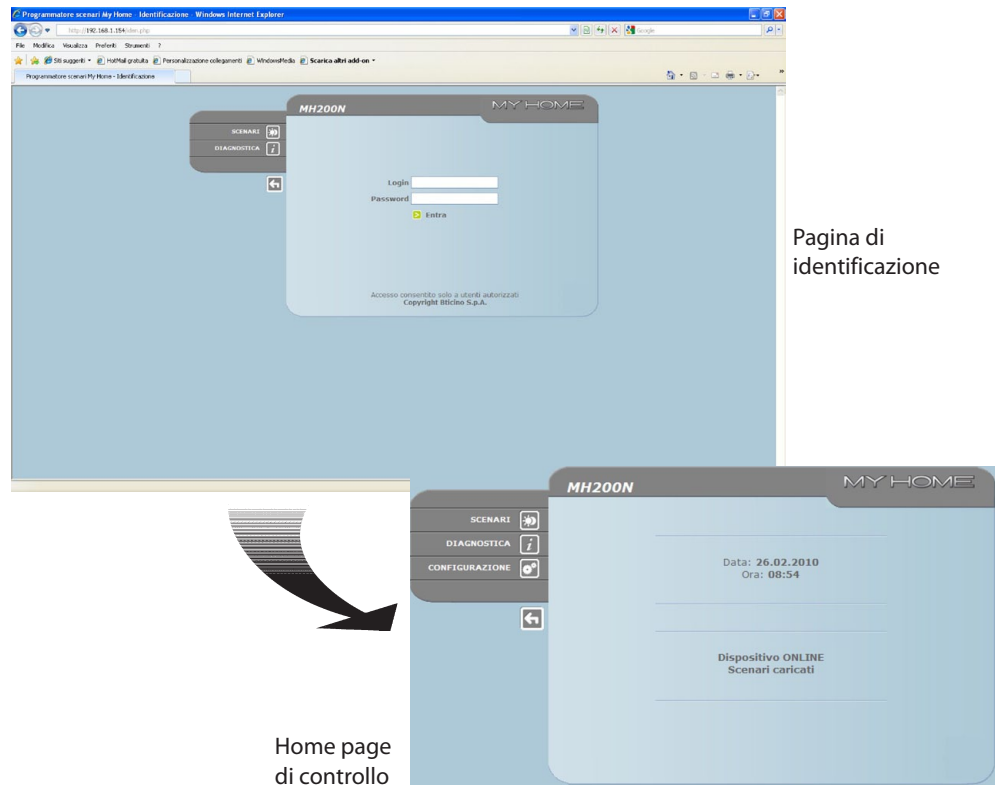 Programmatore scenari My Home - Identificazione - Windows Internet Explorer
http://192.168.1.154/iden.php
Google
File Modifica Visualizza Preferiti Strumenti ?
Siti suggeriti HotMail gratuita Personalizzazione collegamenti WindowsMedia Scarica altri add-on
Programmatore scenari My Home - Identificazione
MH200N
MY HOME
SCENARI
DIAGNOSTICA
Login
Password
Entra
Accesso consentito solo a utenti autorizzati
Copyright Bticino S.p.A.
Pagina di
identificazione
MH200N
MY HOME
SCENARI
DIAGNOSTICA
CONFIGURAZIONE
Data: 26.02.2010
Ora: 08:54
Dispositivo ONLINE
Scenari caricati
Home page
di controllo